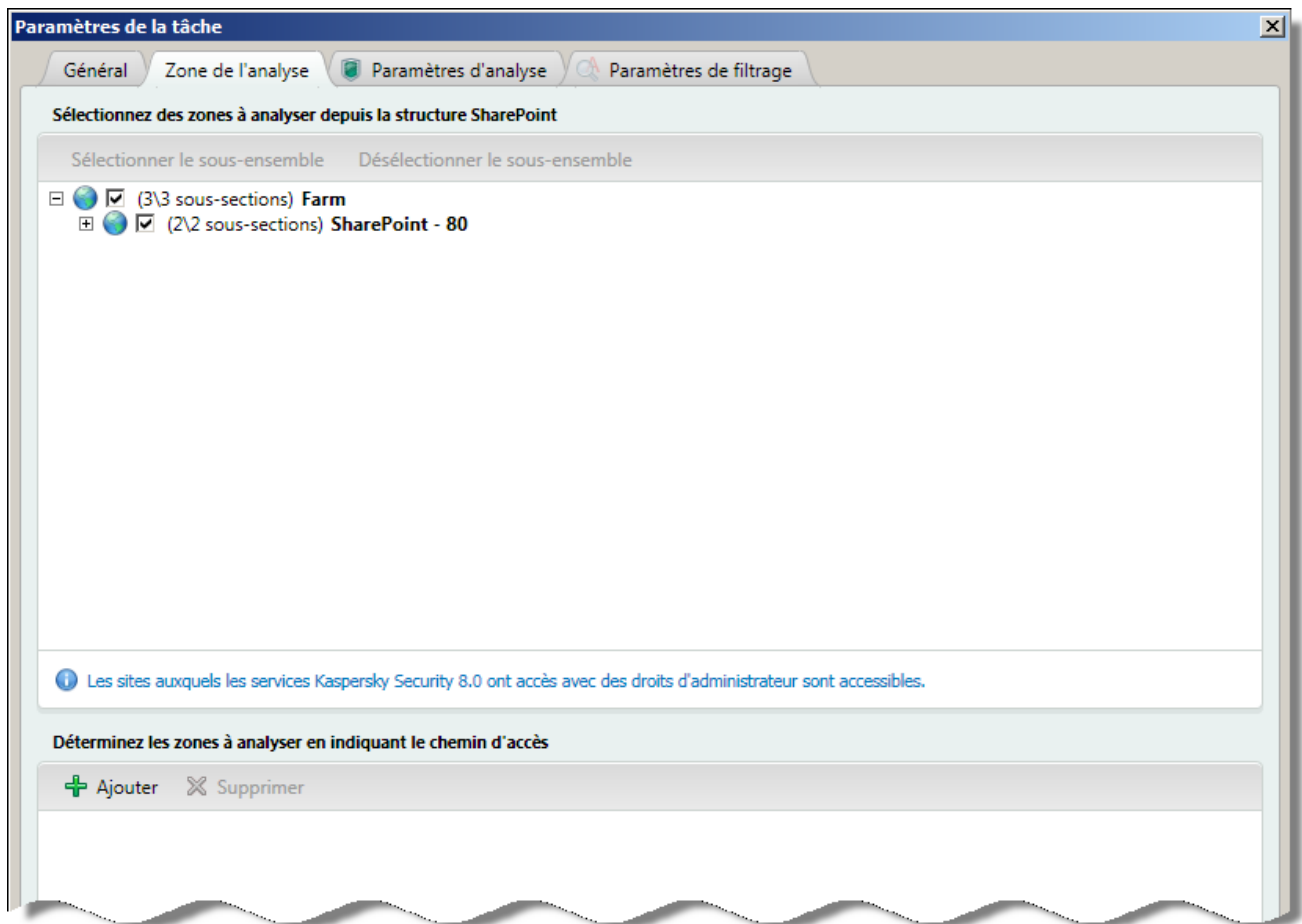 Paramètres de la tâche
Général Zone de l'analyse Paramètres d'analyse Paramètres de filtrage
Sélectionnez des zones à analyser depuis la structure SharePoint
Sélectionner le sous-ensemble Désélectionner le sous-ensemble
(3\3 sous-sections) Farm
(2\2 sous-sections) SharePoint - 80
Les sites auxquels les services Kaspersky Security 8.0 ont accès avec des droits d'administrateur sont accessibles.
Déterminez les zones à analyser en indiquant le chemin d'accès
Ajouter Supprimer